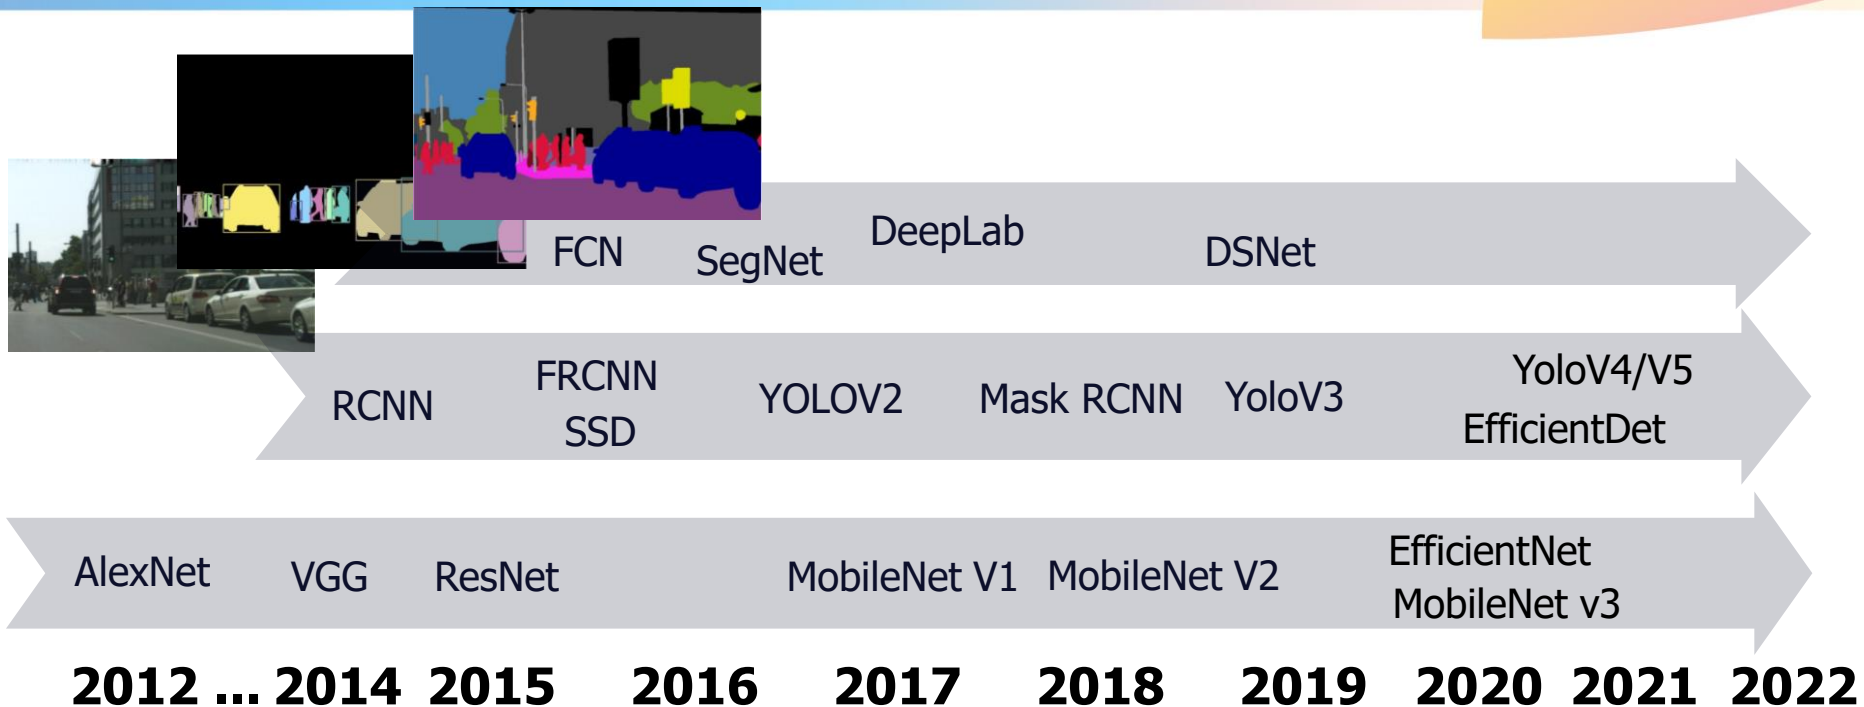 FCN SegNet DeepLab DSNet
RCNN FRCNN YOLOV2 Mask RCNN YoloV3 YoloV4/V5
SSD EfficientDet
AlexNet VGG ResNet MobileNet V1 MobileNet V2 EfficientNet
MobileNet v3
2012 ... 2014 2015 2016 2017 2018 2019 2020 2021 2022